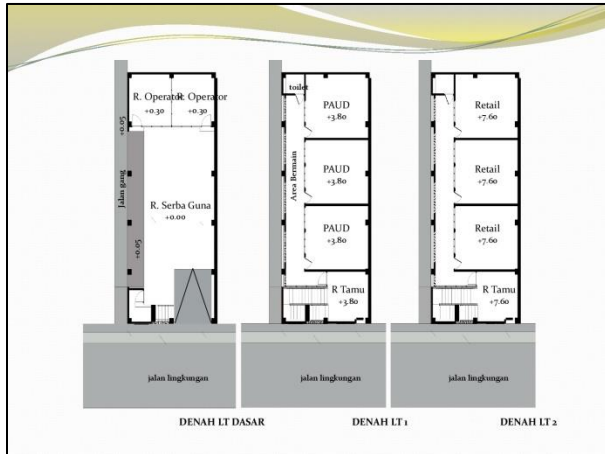 R. Operator
+0.30
R. Operator
+0.30
+0.05
Jalan gang
R. Serba Guna
+0.00
+0.05
jalan lingkungan
DENAH LT DASAR
toilet
PAUD
+3.80
Area Bermain
PAUD
+3.80
PAUD
+3.80
R Tamu
+3.80
jalan lingkungan
DENAH LT 1
Retail
+7.60
Retail
+7.60
Retail
+7.60
R Tamu
+7.60
jalan lingkungan
DENAH LT 2